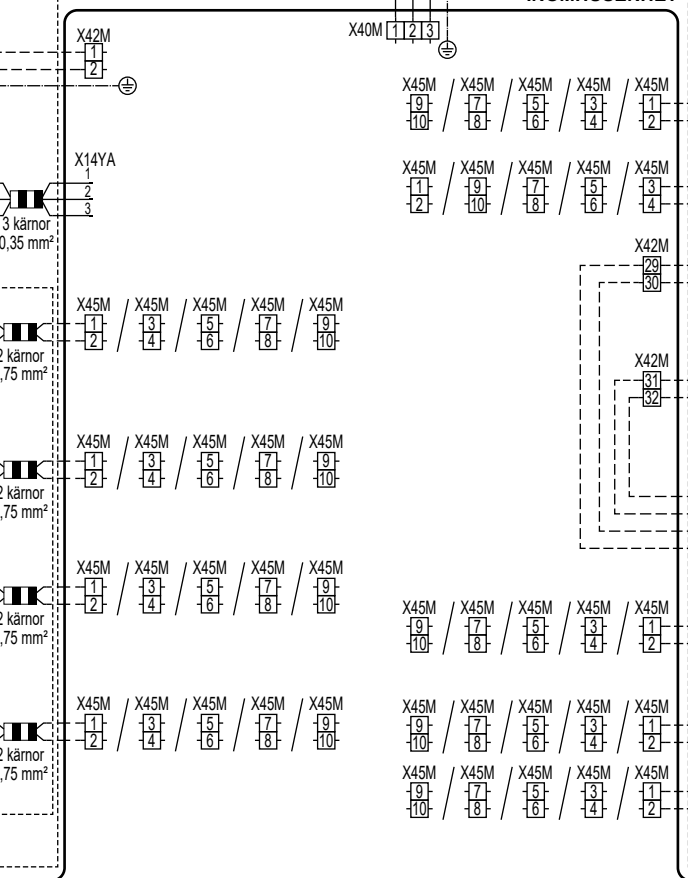 X40M 1 2 3
X42M
1
2
X45M X45M X45M X45M X45M
9 7 5 3 1
10 8 6 4 2
X14YA
1
2
3
3 kärnor
0,35 mm²
X45M X45M X45M X45M X45M
1 9 7 5 3
2 10 8 6 4
X42M
29
30
X45M X45M X45M X45M X45M
1 3 5 7 9
2 4 6 8 10
2 kärnor
,75 mm²
X42M
31
32
X45M X45M X45M X45M X45M
1 3 5 7 9
2 4 6 8 10
2 kärnor
,75 mm²
X45M X45M X45M X45M X45M
1 3 5 7 9
2 4 6 8 10
2 kärnor
,75 mm²
X45M X45M X45M X45M X45M
9 7 5 3 1
10 8 6 4 2
X45M X45M X45M X45M X45M
1 3 5 7 9
2 4 6 8 10
2 kärnor
,75 mm²
X45M X45M X45M X45M X45M
9 7 5 3 1
10 8 6 4 2
X45M X45M X45M X45M X45M
9 7 5 3 1
10 8 6 4 2